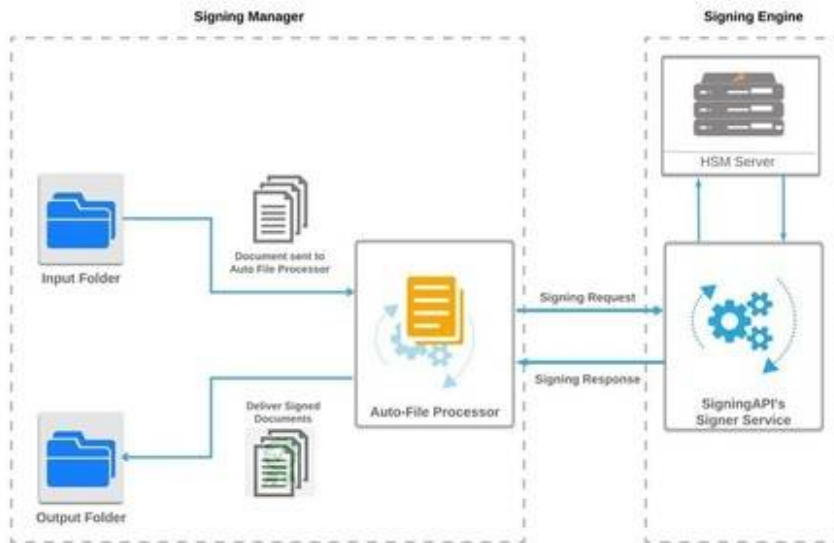 Signing Manager
Signing Engine
HSM Server
Document sent to
Auto File Processor
Input Folder
Signing Request
Signing Response
Deliver Signed
Documents
Auto-File Processor
SigningAPI's
Signer Service
Output Folder